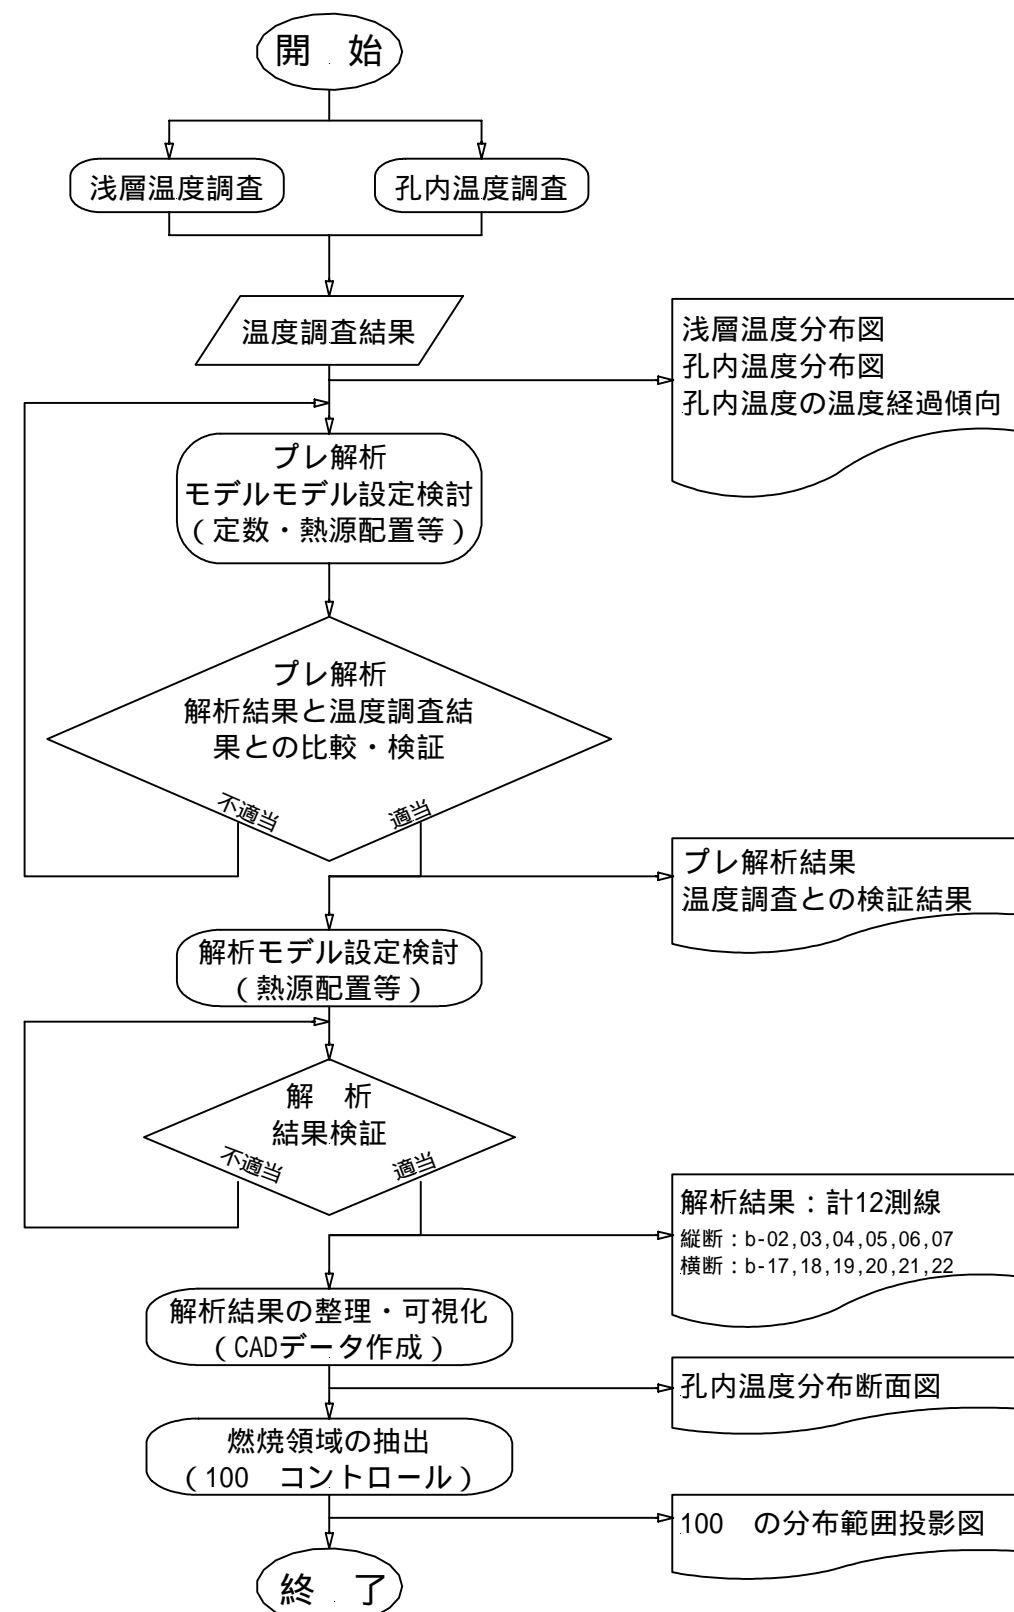 開　始
浅層温度調査
孔内温度調査
温度調査結果
浅層温度分布図
孔内温度分布図
孔内温度の温度経過傾向
プレ解析
モデルモデル設定検討
（定数・熱源配置等）
プレ解析
解析結果と温度調査結
果との比較・検証
不適当
適当
プレ解析結果
温度調査との検証結果
解析モデル設定検討
（熱源配置等）
解　析
結果検証
不適当
適当
解析結果：計12測線
縦断：b-02,03,04,05,06,07
横断：b-17,18,19,20,21,22
解析結果の整理・可視化
（CADデータ作成）
孔内温度分布断面図
燃焼領域の抽出
（100　コントロール）
100　の分布範囲投影図
終　了